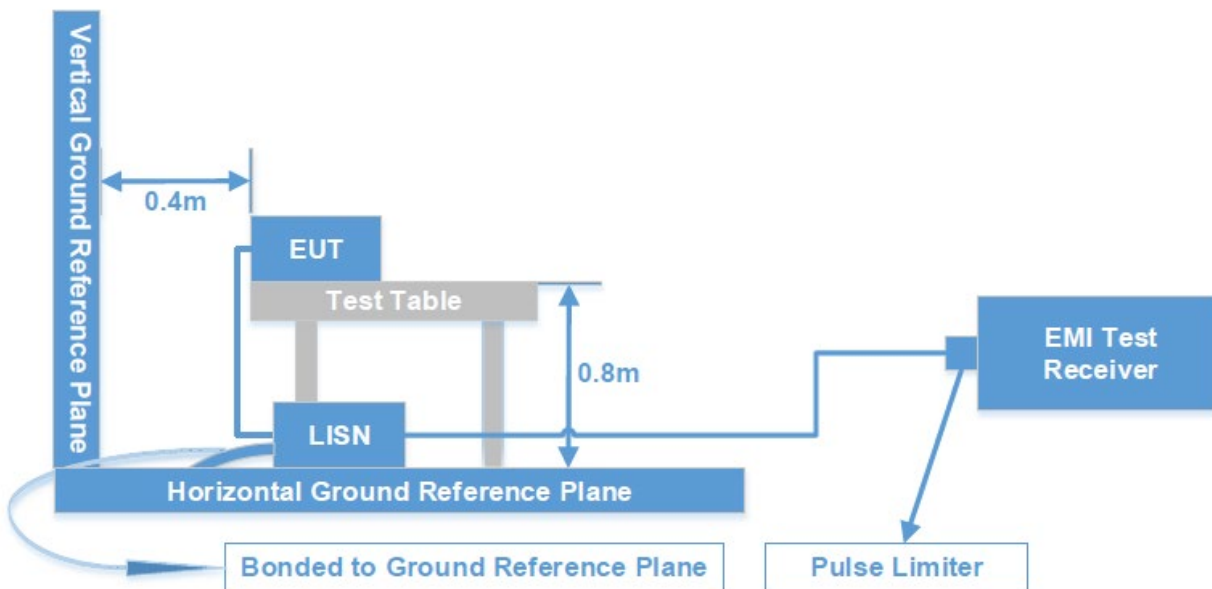 Vertical Ground Reference Plane
0.4m
EUT
Test Table
0.8m
EMI Test
Receiver
LISN
Horizontal Ground Reference Plane
Bonded to Ground Reference Plane
Pulse Limiter